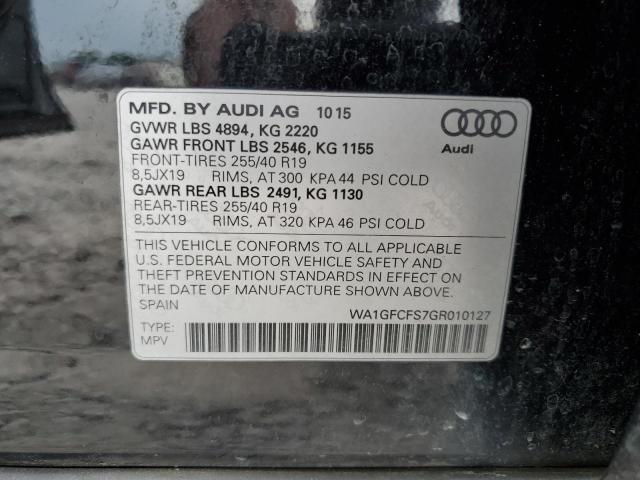 MFD. BY AUDI AG 10 15
GVWR LBS 4894, KG 2220
GAWR FRONT LBS 2546, KG 1155
FRONT-TIRES 255/40 R19
8,5JX19 RIMS, AT 300 KPA 44 PSI COLD
GAWR REAR LBS 2491, KG 1130
REAR-TIRES 255/40 R19
8,5JX19 RIMS, AT 320 KPA 46 PSI COLD
Audi
THIS VEHICLE CONFORMS TO ALL APPLICABLE
U.S. FEDERAL MOTOR VEHICLE SAFETY AND
THEFT PREVENTION STANDARDS IN EFFECT ON
THE DATE OF MANUFACTURE SHOWN ABOVE.
SPAIN WA1GFCFS7GR010127
TYPE:
MPV